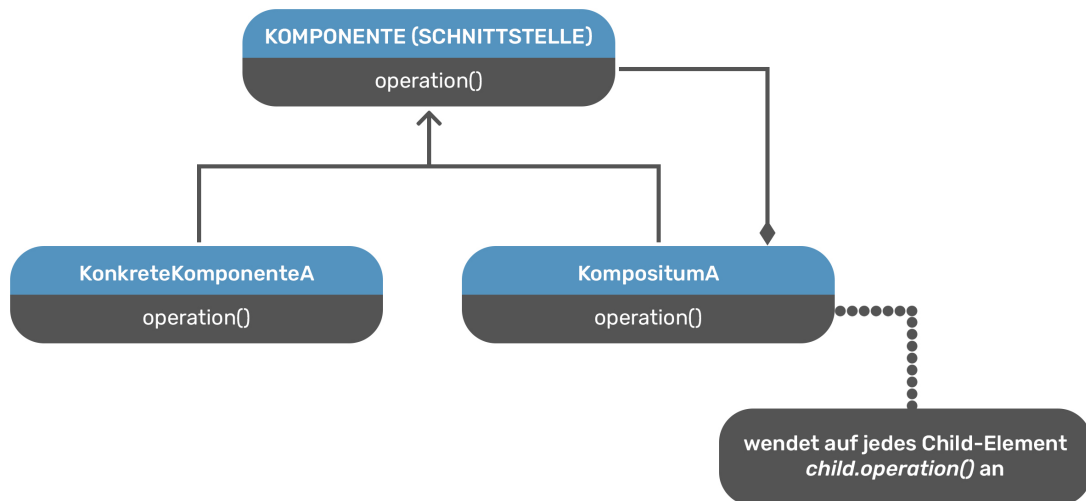 KOMPONENTE (SCHNITTSTELLE)
operation()
KonkreteKomponenteA
operation()
KompositumA
operation()
wendet auf jedes Child-Element
child.operation() an